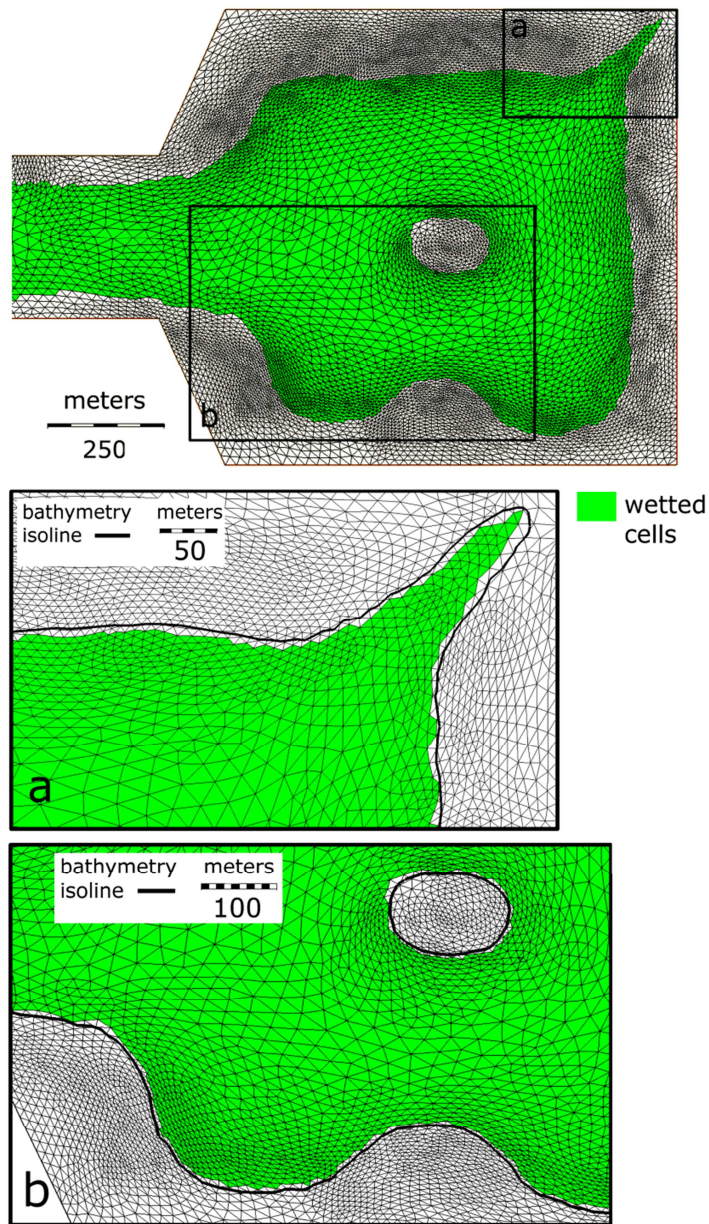 a
b
meters
250
wetted
cells
bathymetry meters
isoline 50
a
bathymetry meters
isoline 100
b